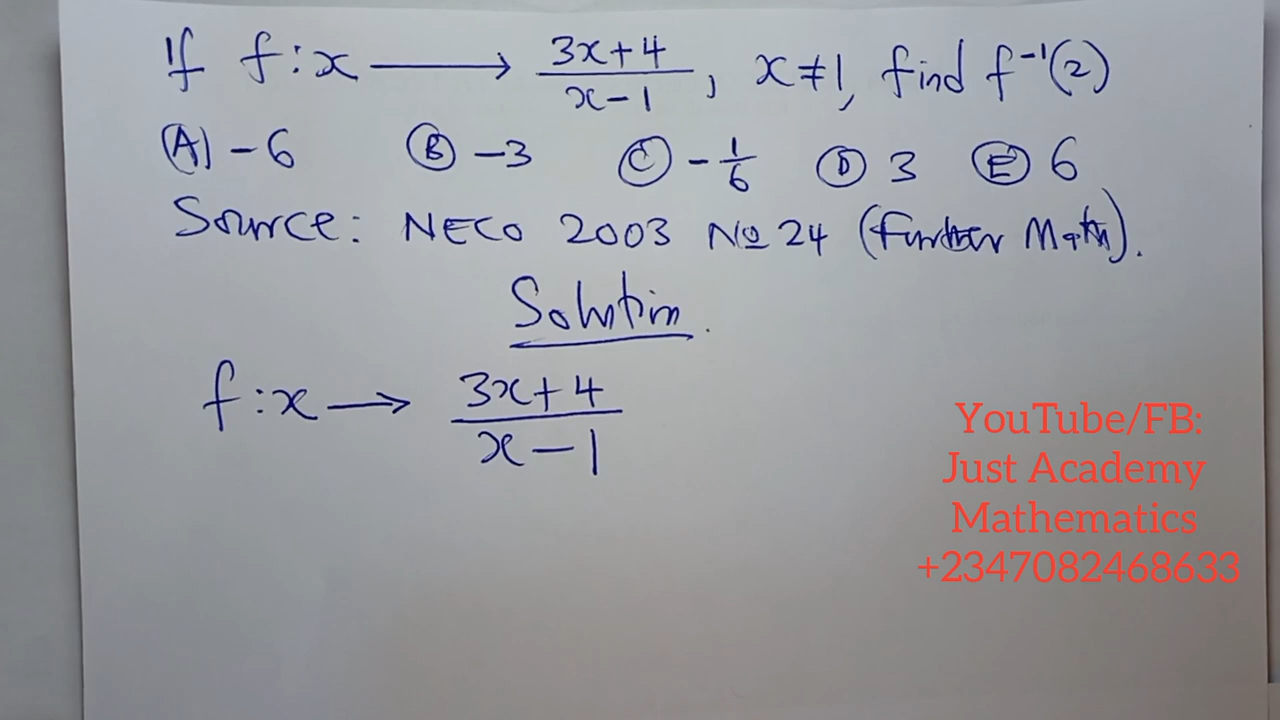 If f : x ⟶ 3x+4 / x-1 , x ≠ 1, find f⁻¹(2)
(A) -6 (B) -3 (C) -1/6 (D) 3 (E) 6
Source: NECO 2003 No 24 (Further Math).
Solution.
f : x ⟶ 3x+4 / x-1
YouTube/FB:
Just Academy
Mathematics
+2347082468633